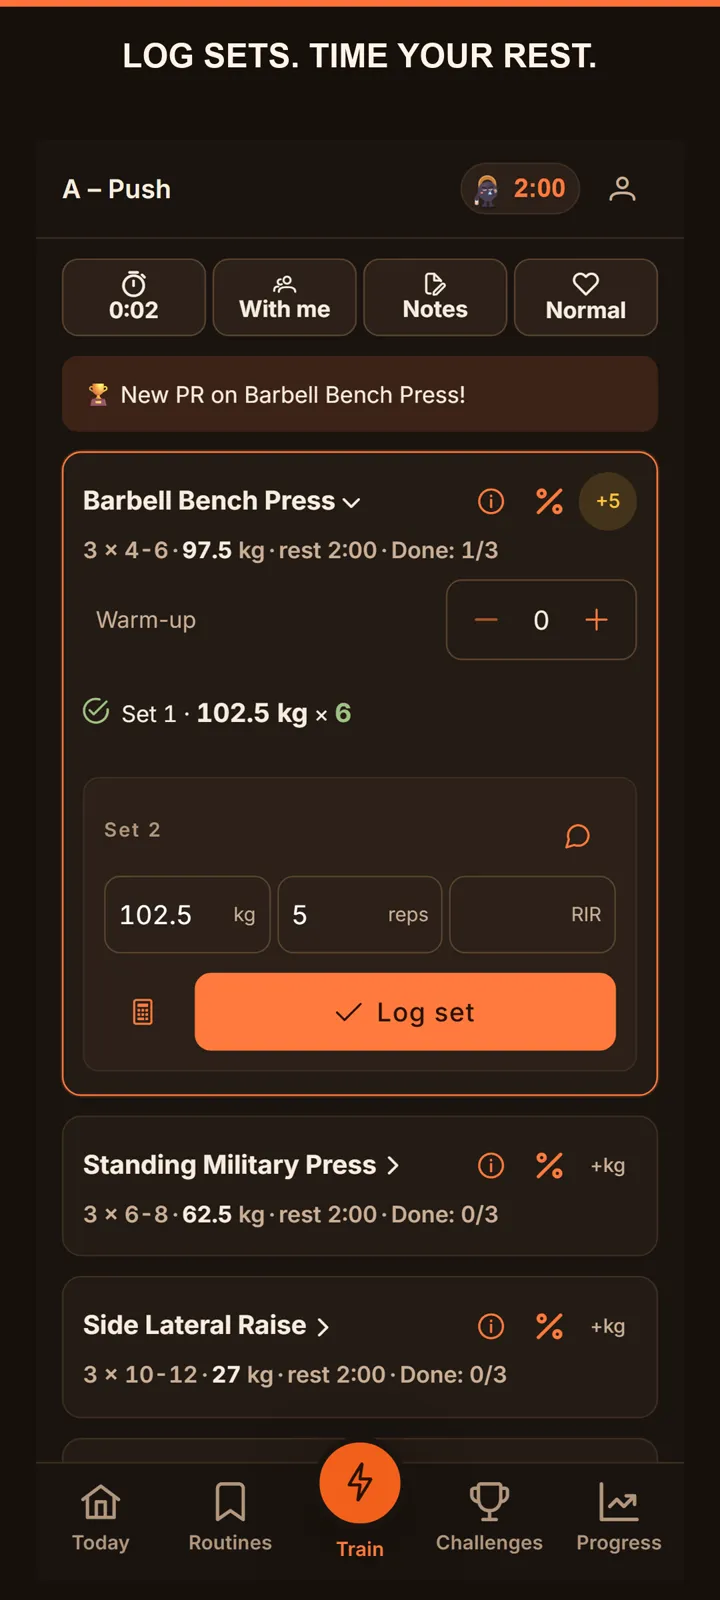 LOG SETS. TIME YOUR REST.
A – Push
2:00
0:02
With me
Notes
Normal
New PR on Barbell Bench Press!
Barbell Bench Press
+5
3 × 4-6 · 97.5 kg · rest 2:00 · Done: 1/3
Warm-up
0
Set 1 · 102.5 kg × 6
Set 2
102.5 kg
5 reps
RIR
Log set
Standing Military Press
+kg
3 × 6-8 · 62.5 kg · rest 2:00 · Done: 0/3
Side Lateral Raise
+kg
3 × 10-12 · 27 kg · rest 2:00 · Done: 0/3
Today
Routines
Train
Challenges
Progress